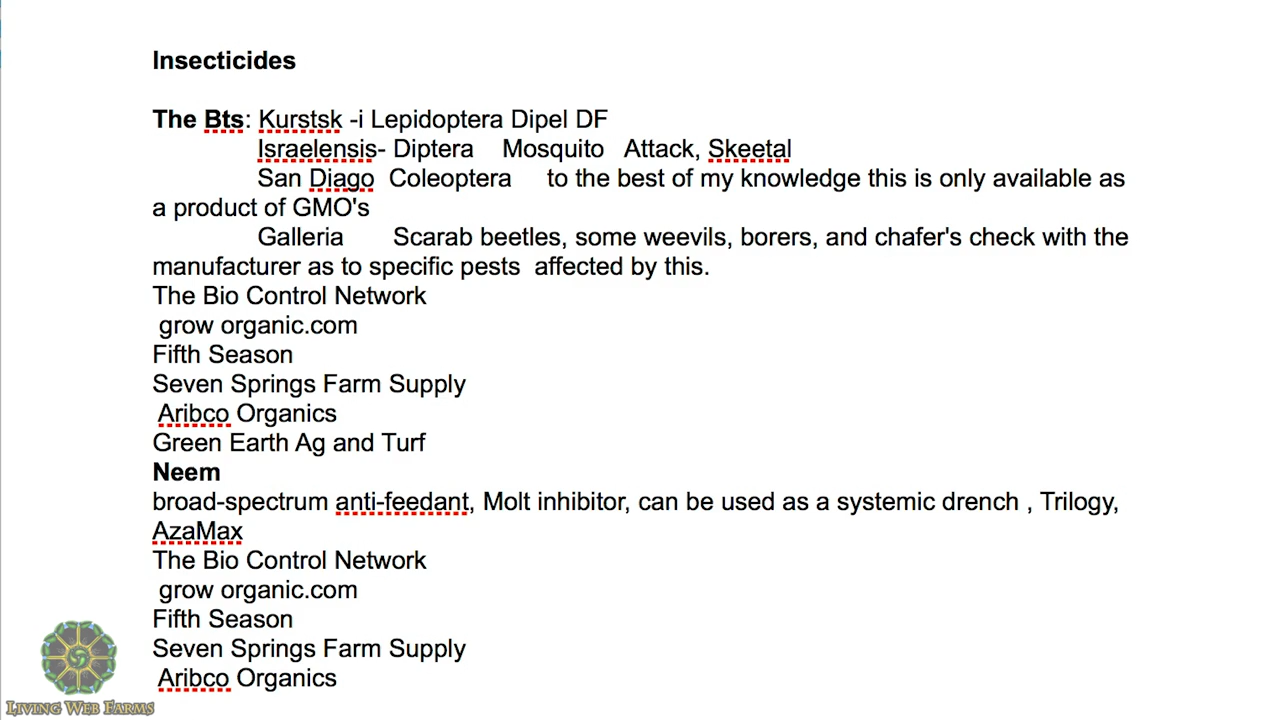 Insecticides
The Bts: Kurstsk -i Lepidoptera Dipel DF
Israelensis- Diptera Mosquito Attack, Skeetal
San Diago Coleoptera to the best of my knowledge this is only available as
a product of GMO's
Galleria Scarab beetles, some weevils, borers, and chafer's check with the
manufacturer as to specific pests affected by this.
The Bio Control Network
grow organic.com
Fifth Season
Seven Springs Farm Supply
Aribco Organics
Green Earth Ag and Turf
Neem
broad-spectrum anti-feedant, Molt inhibitor, can be used as a systemic drench , Trilogy,
AzaMax
The Bio Control Network
grow organic.com
Fifth Season
Seven Springs Farm Supply
Aribco Organics
LIVING WEB FARMS